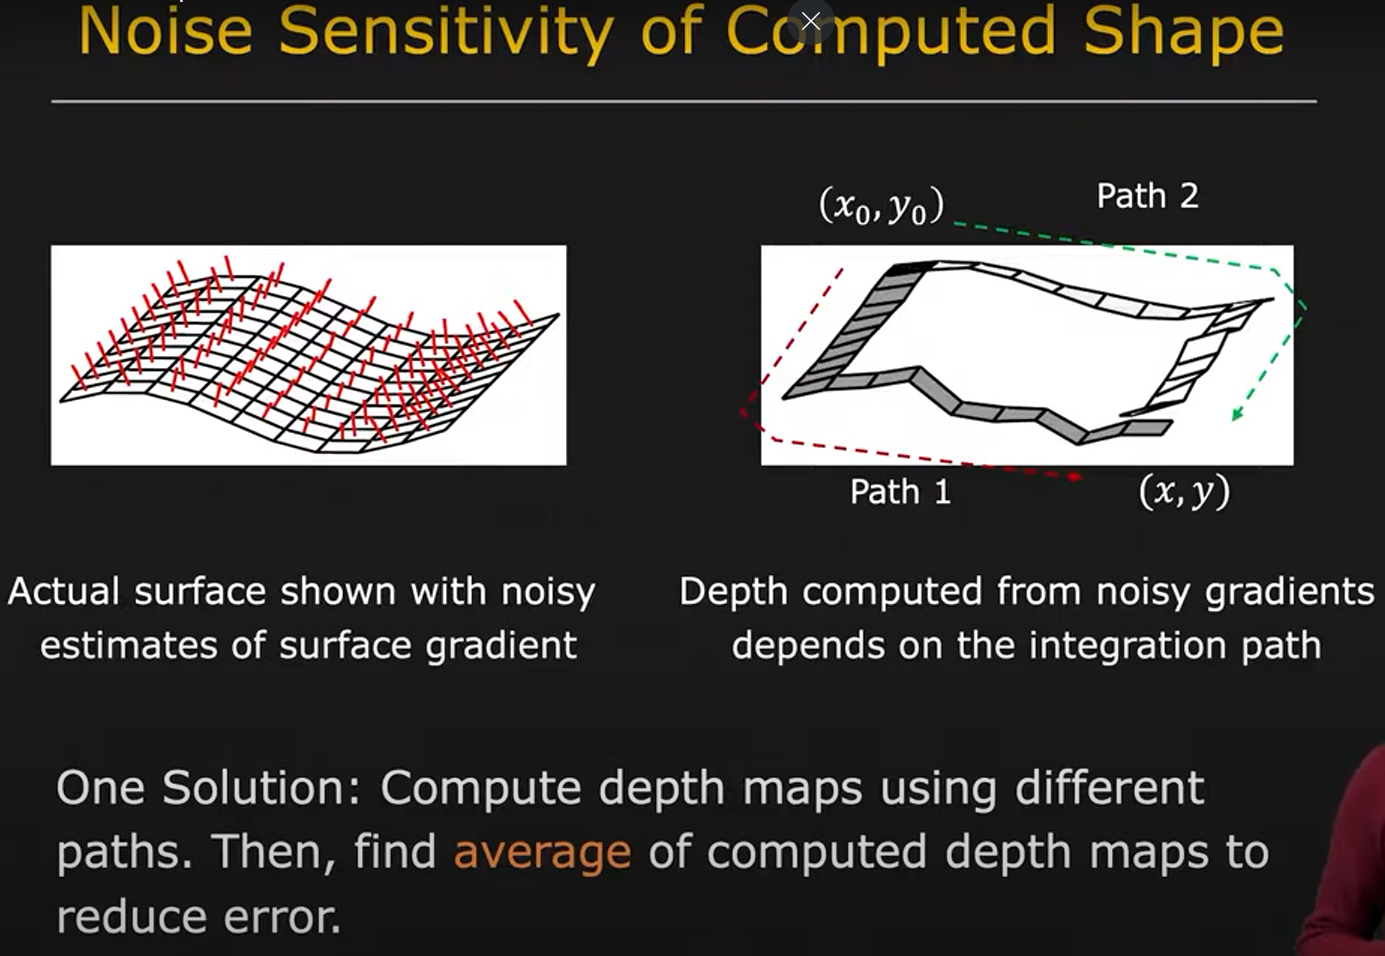 Noise Sensitivity of Computed Shape
(x₀, y₀)
Path 2
Path 1
(x, y)
Actual surface shown with noisy
estimates of surface gradient
Depth computed from noisy gradients
depends on the integration path
One Solution: Compute depth maps using different
paths. Then, find average of computed depth maps to
reduce error.